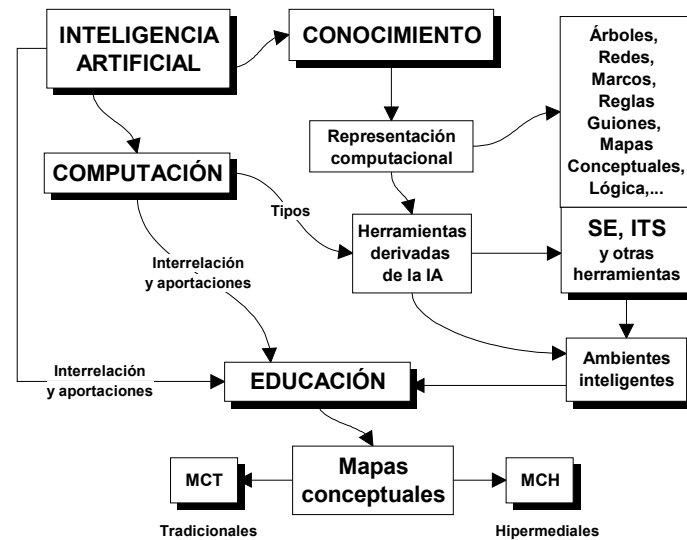 INTELIGENCIA
ARTIFICIAL
CONOCIMIENTO
Árboles,
Redes,
Marcos,
Reglas
Guiones,
Mapas
Conceptuales,
Lógica,...
Representación
computacional
COMPUTACIÓN
Tipos
Herramientas
derivadas
de la IA
SE, ITS
y otras
herramientas
Interrelación
y aportaciones
Interrelación
y aportaciones
EDUCACIÓN
Ambientes
inteligentes
Mapas
conceptuales
MCT
MCH
Tradicionales
Hipermediales